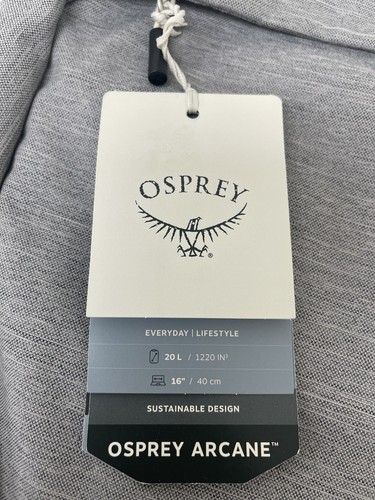 OSPREY
®
EVERYDAY | LIFESTYLE
20 L / 1220 IN³
16" / 40 cm
SUSTAINABLE DESIGN
OSPREY ARCANE™